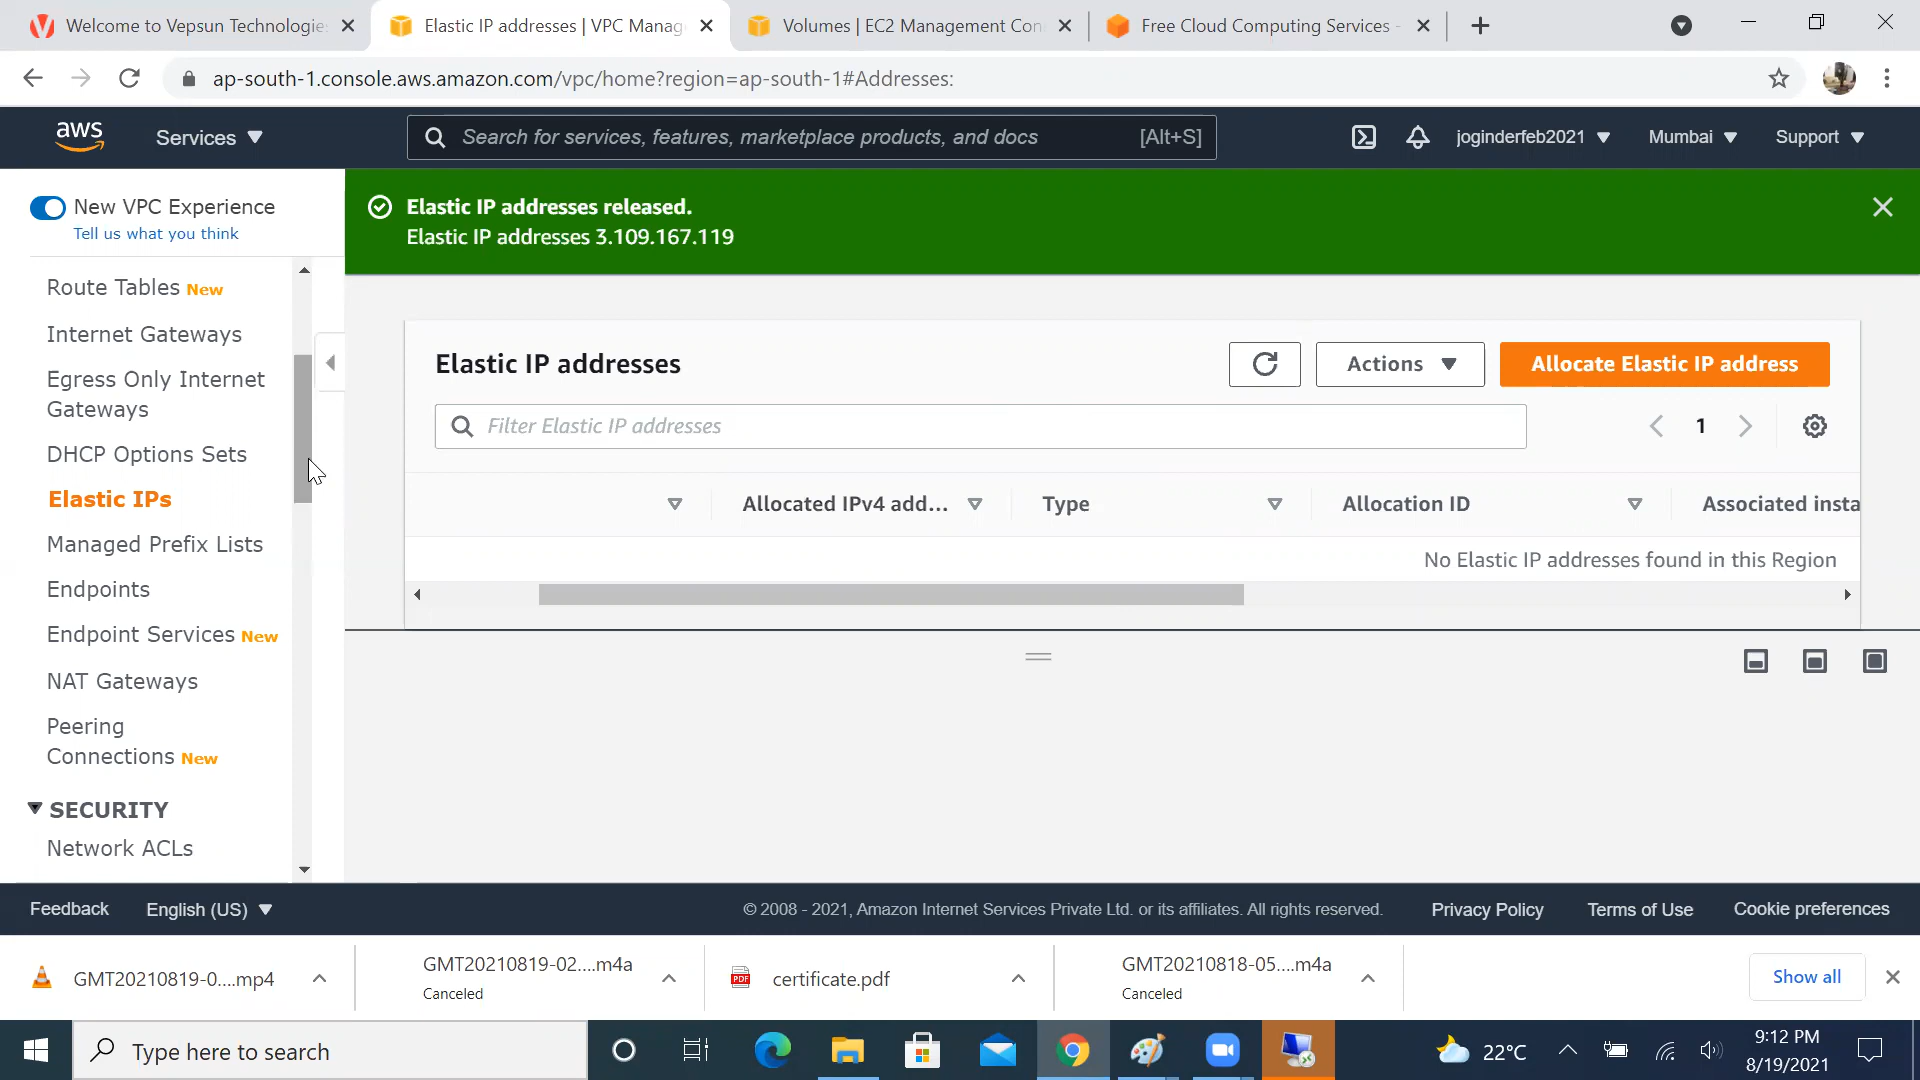 Welcome to Vepsun Technologie
Elastic IP addresses | VPC Manag
Volumes | EC2 Management Con
Free Cloud Computing Services -
ap-south-1.console.aws.amazon.com/vpc/home?region=ap-south-1#Addresses:
aws
Services
Search for services, features, marketplace products, and docs
[Alt+S]
joginderfeb2021
Mumbai
Support
New VPC Experience
Tell us what you think
Route Tables New
Internet Gateways
Egress Only Internet
Gateways
DHCP Options Sets
Elastic IPs
Managed Prefix Lists
Endpoints
Endpoint Services New
NAT Gateways
Peering
Connections New
SECURITY
Network ACLs
Elastic IP addresses released.
Elastic IP addresses 3.109.167.119
Elastic IP addresses
Actions
Allocate Elastic IP address
Filter Elastic IP addresses
1
Allocated IPv4 add...
Type
Allocation ID
Associated insta
No Elastic IP addresses found in this Region
Feedback
English (US)
© 2008 - 2021, Amazon Internet Services Private Ltd. or its affiliates. All rights reserved.
Privacy Policy
Terms of Use
Cookie preferences
GMT20210819-0....mp4
GMT20210819-02....m4a
Canceled
PDF
certificate.pdf
GMT20210818-05....m4a
Canceled
Show all
Type here to search
22°C
9:12 PM
8/19/2021